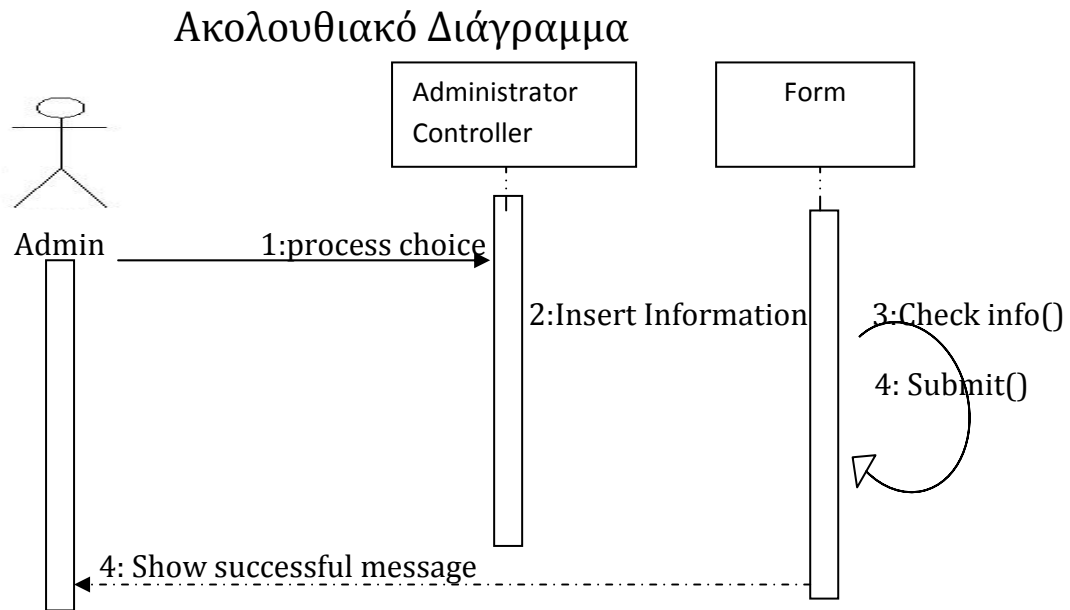 Ακολουθιακό Διάγραμμα
Administrator
Controller
Form
Admin
1:process choice
2:Insert Information
3:Check info()
4: Submit()
4: Show successful message